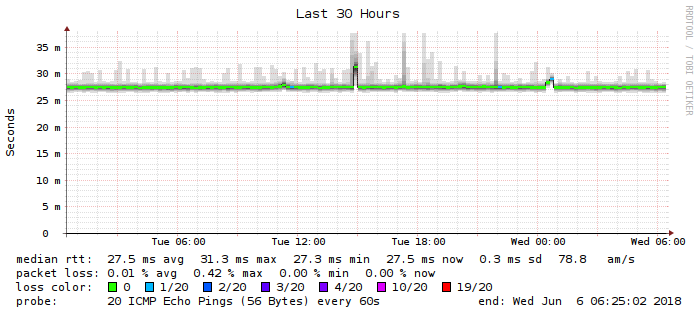 Last 30 Hours
RRDTOOL / TOBI OETIKER
Seconds
35 m
30 m
25 m
20 m
15 m
10 m
5 m
0
Tue 06:00 Tue 12:00 Tue 18:00 Wed 00:00 Wed 06:00
median rtt: 27.5 ms avg 31.3 ms max 27.3 ms min 27.5 ms now 0.3 ms sd 78.8 am/s
packet loss: 0.01 % avg 0.42 % max 0.00 % min 0.00 % now
loss color: 0 1/20 2/20 3/20 4/20 10/20 19/20
probe: 20 ICMP Echo Pings (56 Bytes) every 60s end: Wed Jun 6 06:25:02 2018